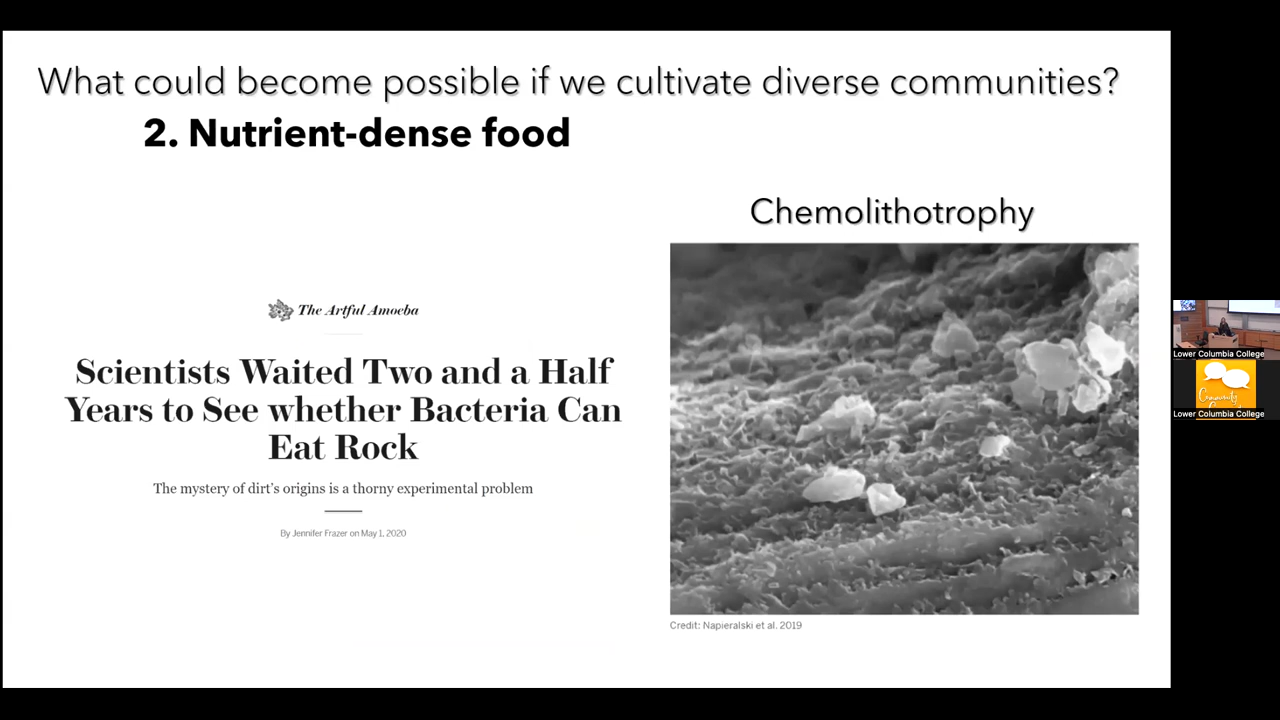 What could become possible if we cultivate diverse communities?
2. Nutrient-dense food
Chemolithotrophy
The Artful Amoeba
Scientists Waited Two and a Half
Years to See whether Bacteria Can
Eat Rock
The mystery of dirt's origins is a thorny experimental problem
By Jennifer Frazer on May 1, 2020
Credit: Napieralski et al. 2019
Lower Columbia College
Community
Lower Columbia College